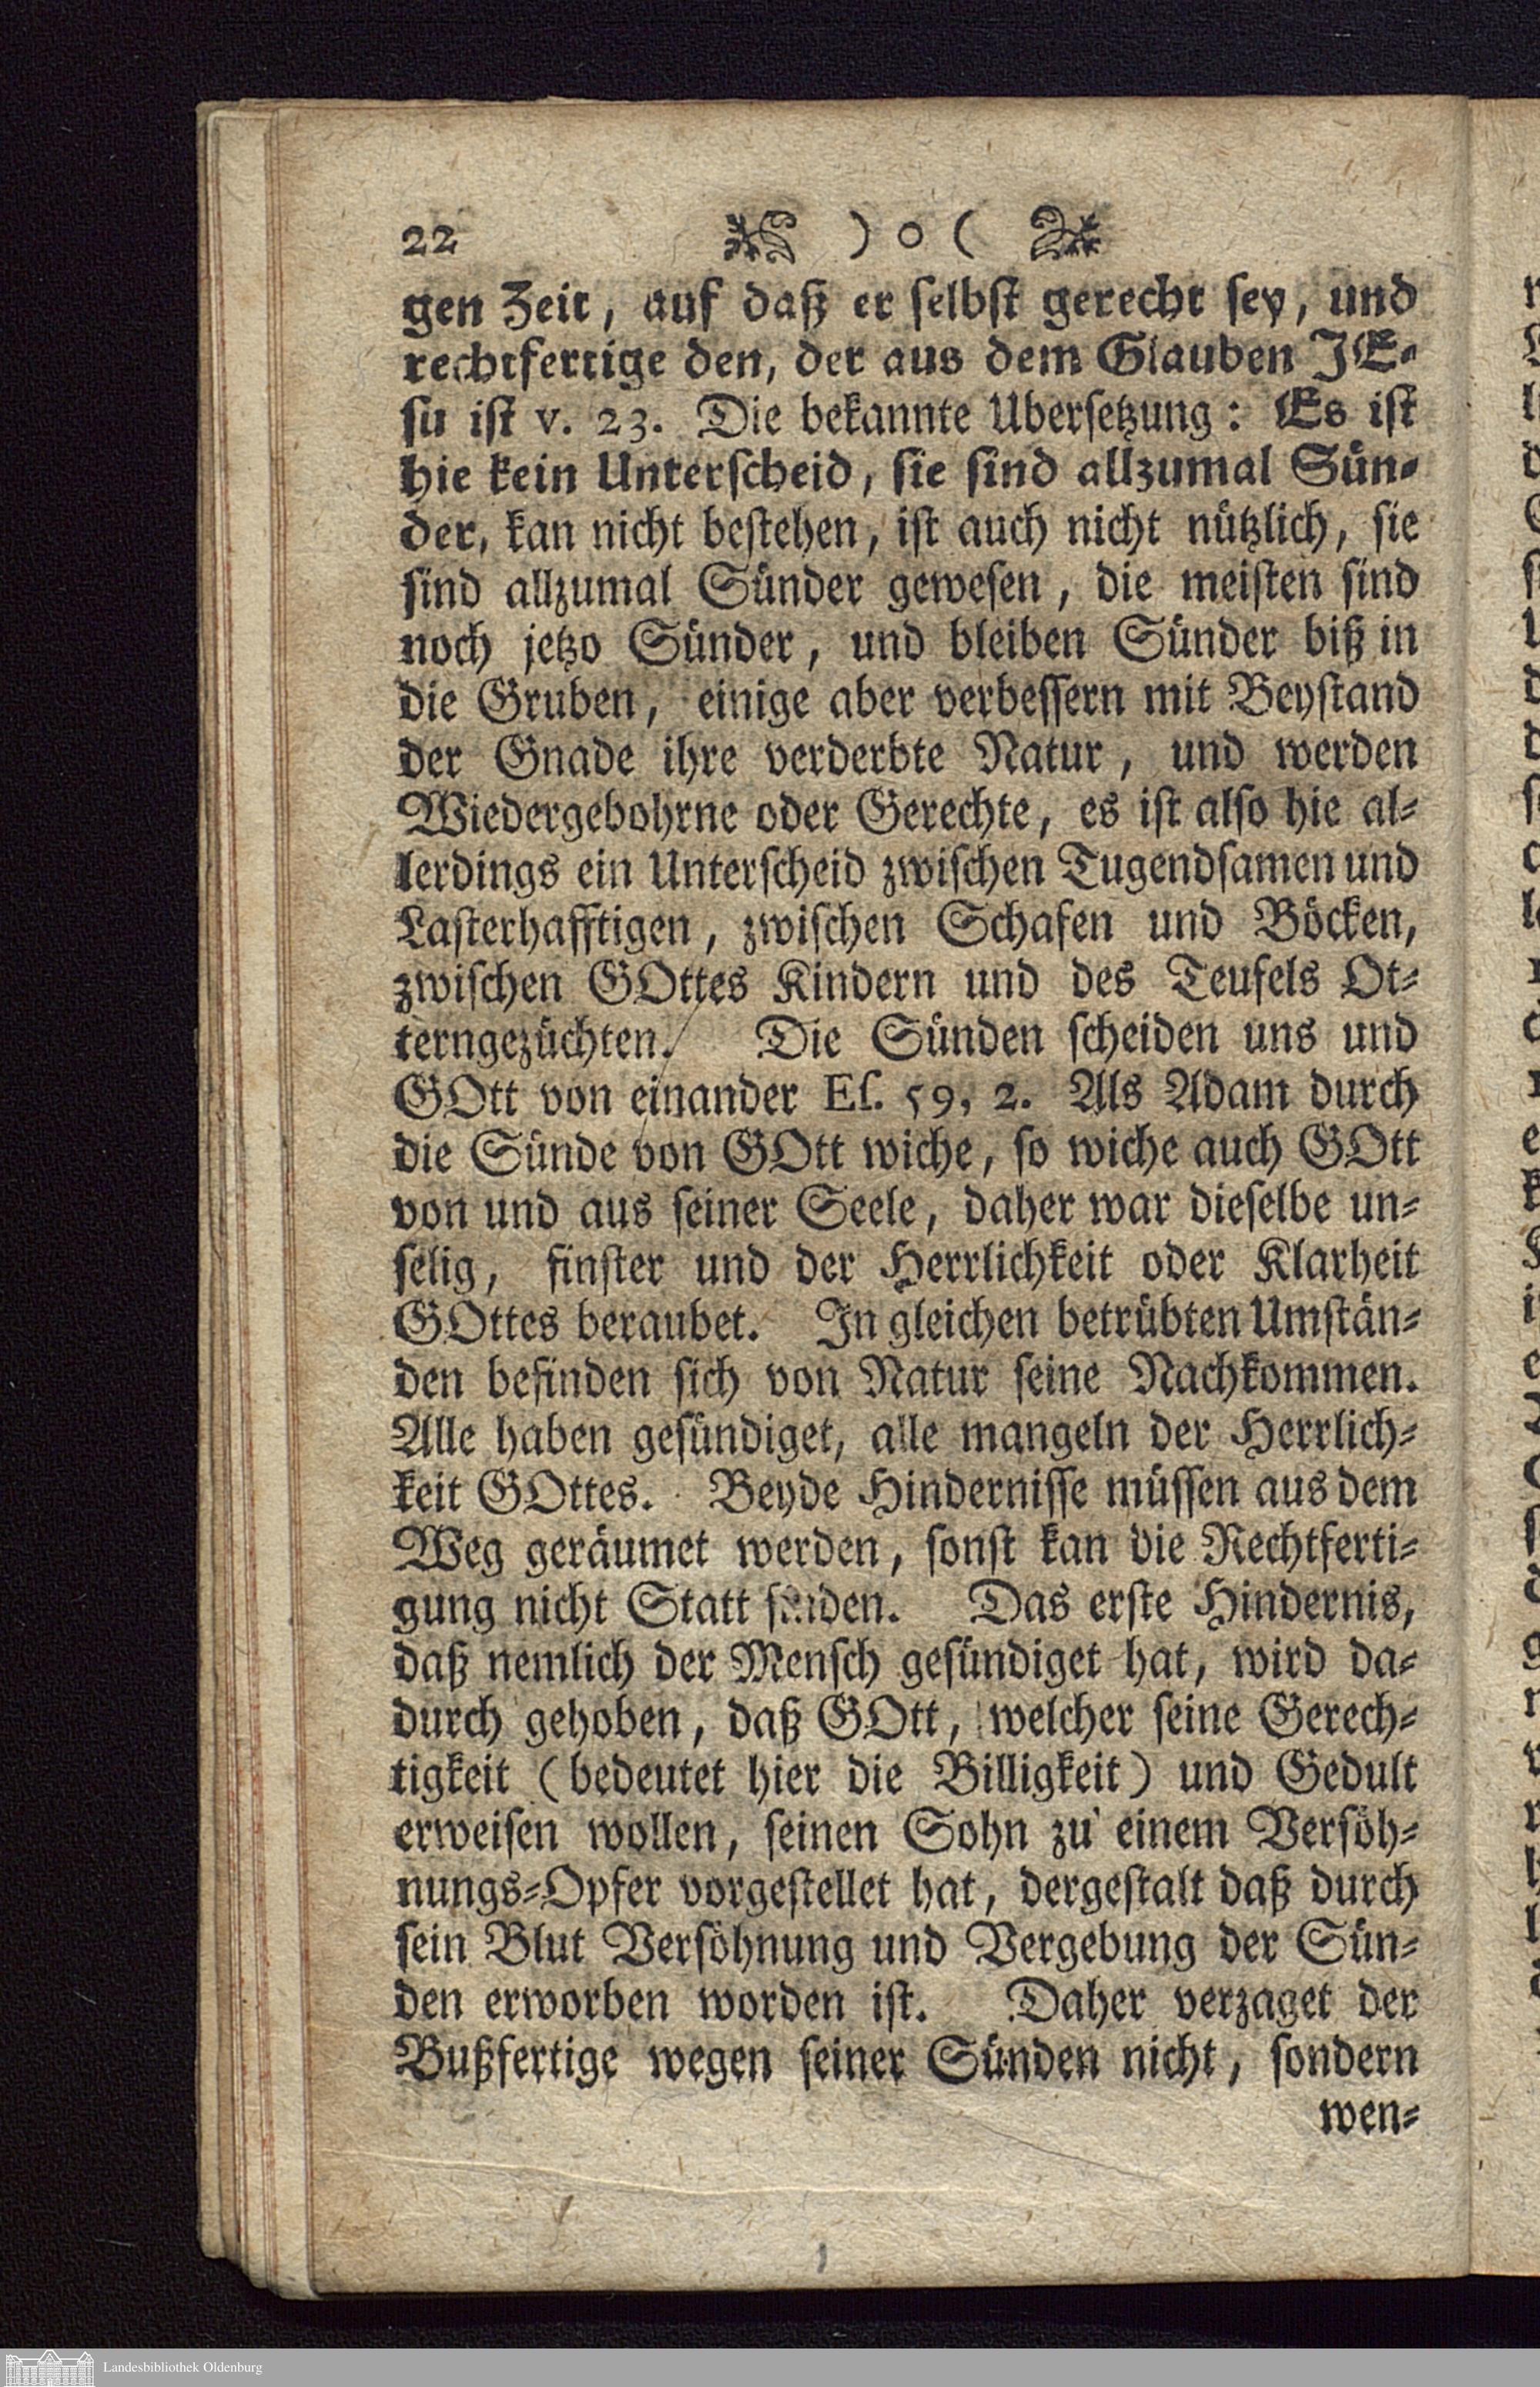 22 ) o (
gen Zeit, auf daß er selbst gerecht sey, und
rechtfertige den, der aus dem Glauben JE-
su ist v. 23. Die bekannte Ubersetzung: Es ist
hie kein Unterscheid, sie sind allzumal Sün-
der, kan nicht bestehen, ist auch nicht nützlich, sie
sind allzumal Sünder gewesen, die meisten sind
noch jetzo Sünder, und bleiben Sünder biß in
die Gruben, einige aber verbessern mit Beystand
der Gnade ihre verderbte Natur, und werden
Wiedergebohrne oder Gerechte, es ist also hie al-
lerdings ein Unterscheid zwischen Tugendsamen und
Lasterhafftigen, zwischen Schafen und Böcken,
zwischen GOttes Kindern und des Teufels Ot-
terngezüchten. Die Sünden scheiden uns und
GOtt von einander Es. 59, 2. Als Adam durch
die Sünde von GOtt wiche, so wiche auch GOtt
von und aus seiner Seele, daher war dieselbe un-
selig, finster und der Herrlichkeit oder Klarheit
GOttes beraubet. In gleichen betrübten Umstän-
den befinden sich von Natur seine Nachkommen.
Alle haben gesündiget, alle mangeln der Herrlich-
keit GOttes. Beyde Hindernisse müssen aus dem
Weg geräumet werden, sonst kan die Rechtferti-
gung nicht Statt finden. Das erste Hindernis,
daß nemlich der Mensch gesündiget hat, wird da-
durch gehoben, daß GOtt, welcher seine Gerech-
tigkeit (bedeutet hier die Billigkeit) und Gedult
erweisen wollen, seinen Sohn zu einem Versöh-
nungs-Opfer vorgestellet hat, dergestalt daß durch
sein Blut Versöhnung und Vergebung der Sün-
den erworben worden ist. Daher verzaget der
Bußfertige wegen seiner Sünden nicht, sondern
wen-
Landesbibliothek Oldenburg